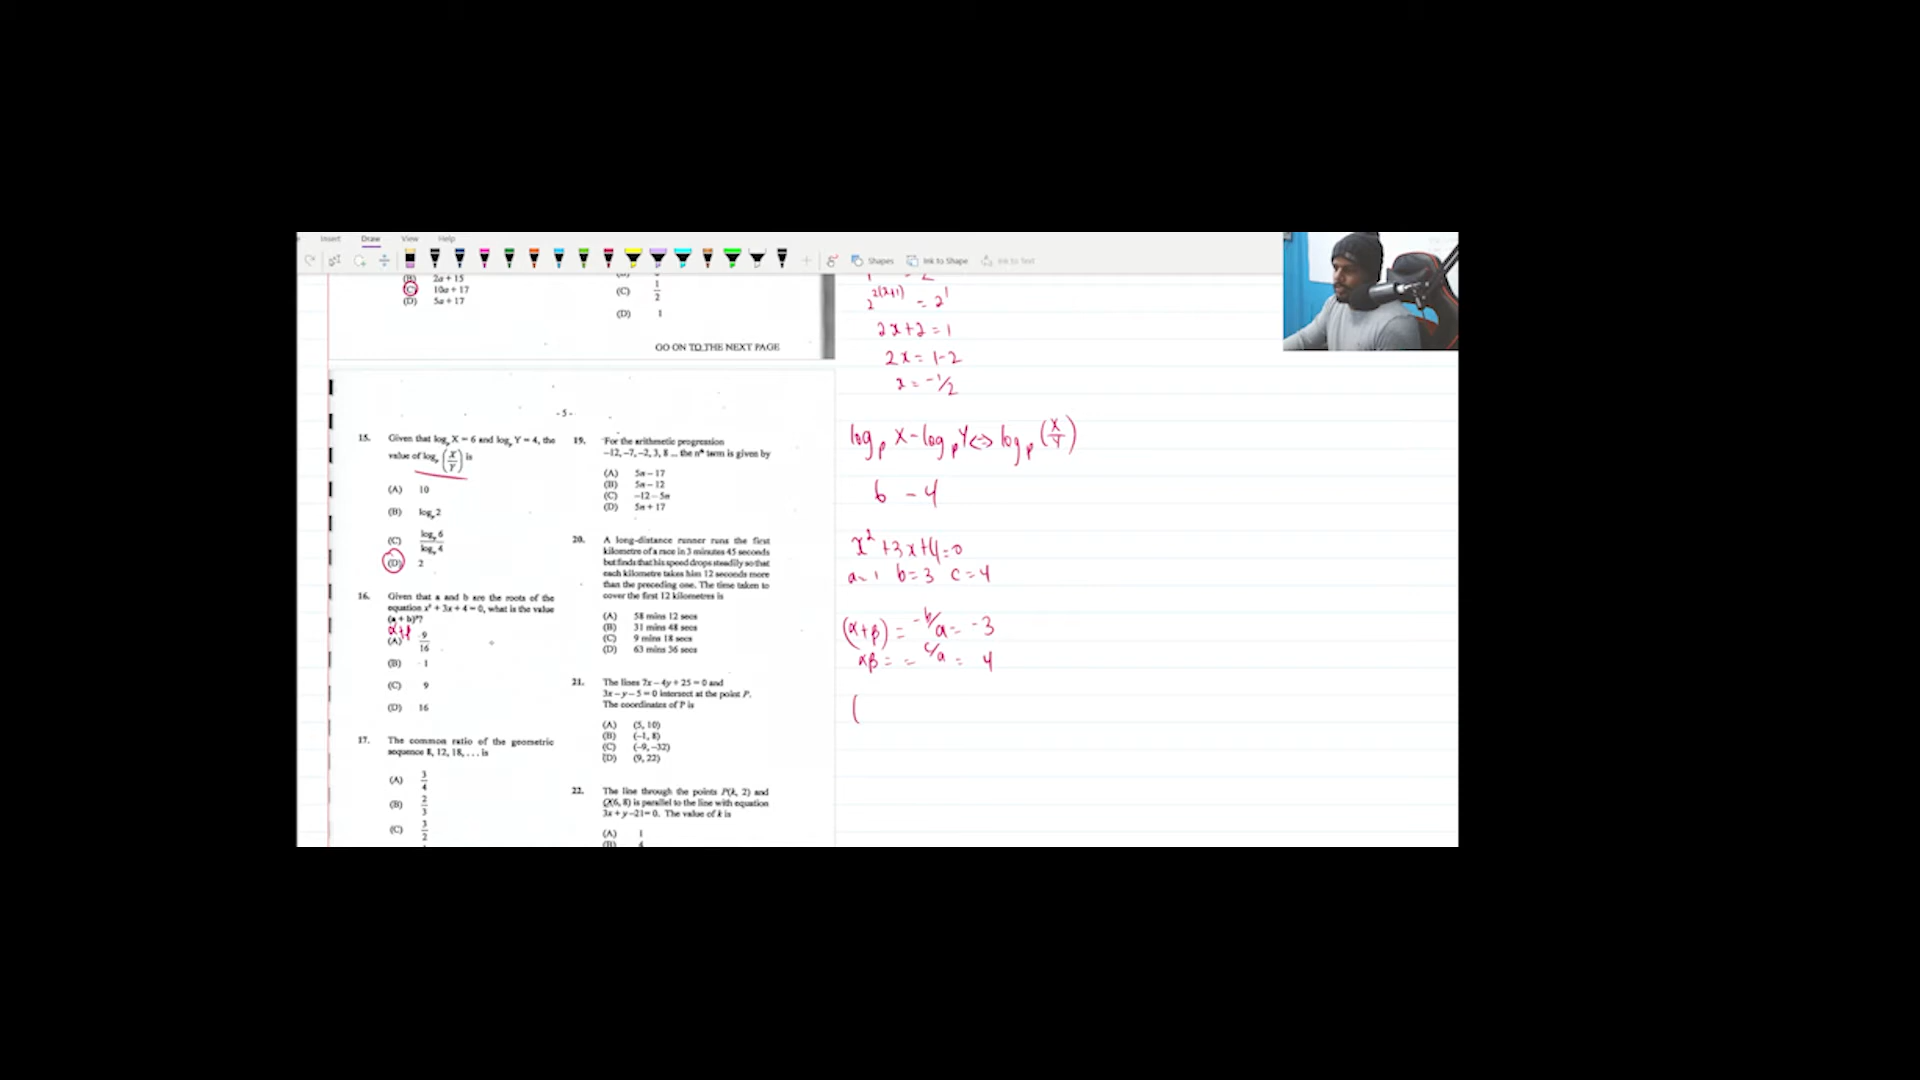 Insert Draw View Help
Shapes Ink to Shape Ink to Text
(B) 2a + 15
(C) 10a + 17
(D) 5a + 17
(C) 1/2
(D) 1
GO ON TO THE NEXT PAGE
- 5 -
15. Given that logₚ X = 6 and logₚ Y = 4, the
value of logₚ (X/Y) is
(A) 10
(B) logₚ 2
(C) logₚ 6 / logₚ 4
(D) 2
16. Given that a and b are the roots of the
equation x² + 3x + 4 = 0, what is the value
(a + b)²?
α+β
(A) 9/16
(B) 1
(C) 9
(D) 16
17. The common ratio of the geometric
sequence 8, 12, 18, . . . is
(A) 3/4
(B) 2/3
(C) 3/2
19. For the arithmetic progression
−12, −7, −2, 3, 8 ... the nᵗʰ term is given by
(A) 5n − 17
(B) 5n − 12
(C) −12 − 5n
(D) 5n + 17
20. A long-distance runner runs the first
kilometre of a race in 3 minutes 45 seconds
but finds that his speed drops steadily so that
each kilometre takes him 12 seconds more
than the preceding one. The time taken to
cover the first 12 kilometres is
(A) 58 mins 12 secs
(B) 31 mins 48 secs
(C) 9 mins 18 secs
(D) 63 mins 36 secs
21. The lines 7x − 4y + 25 = 0 and
3x − y − 5 = 0 intersect at the point P.
The coordinates of P is
(A) (5, 10)
(B) (−1, 8)
(C) (−9, −32)
(D) (9, 22)
22. The line through the points P(k, 2) and
Q(6, 8) is parallel to the line with equation
3x + y − 21 = 0. The value of k is
(A) 1
(B) 4
2^2(x+1) = 2^1
2x+2=1
2x = 1-2
x = -1/2
logₚ X − logₚ Y <=> logₚ (X/Y)
6 - 4
x² + 3x + 4 = 0
a = 1 b = 3 c = 4
(α+β) = -b/a = -3
αβ = = c/a = 4
(